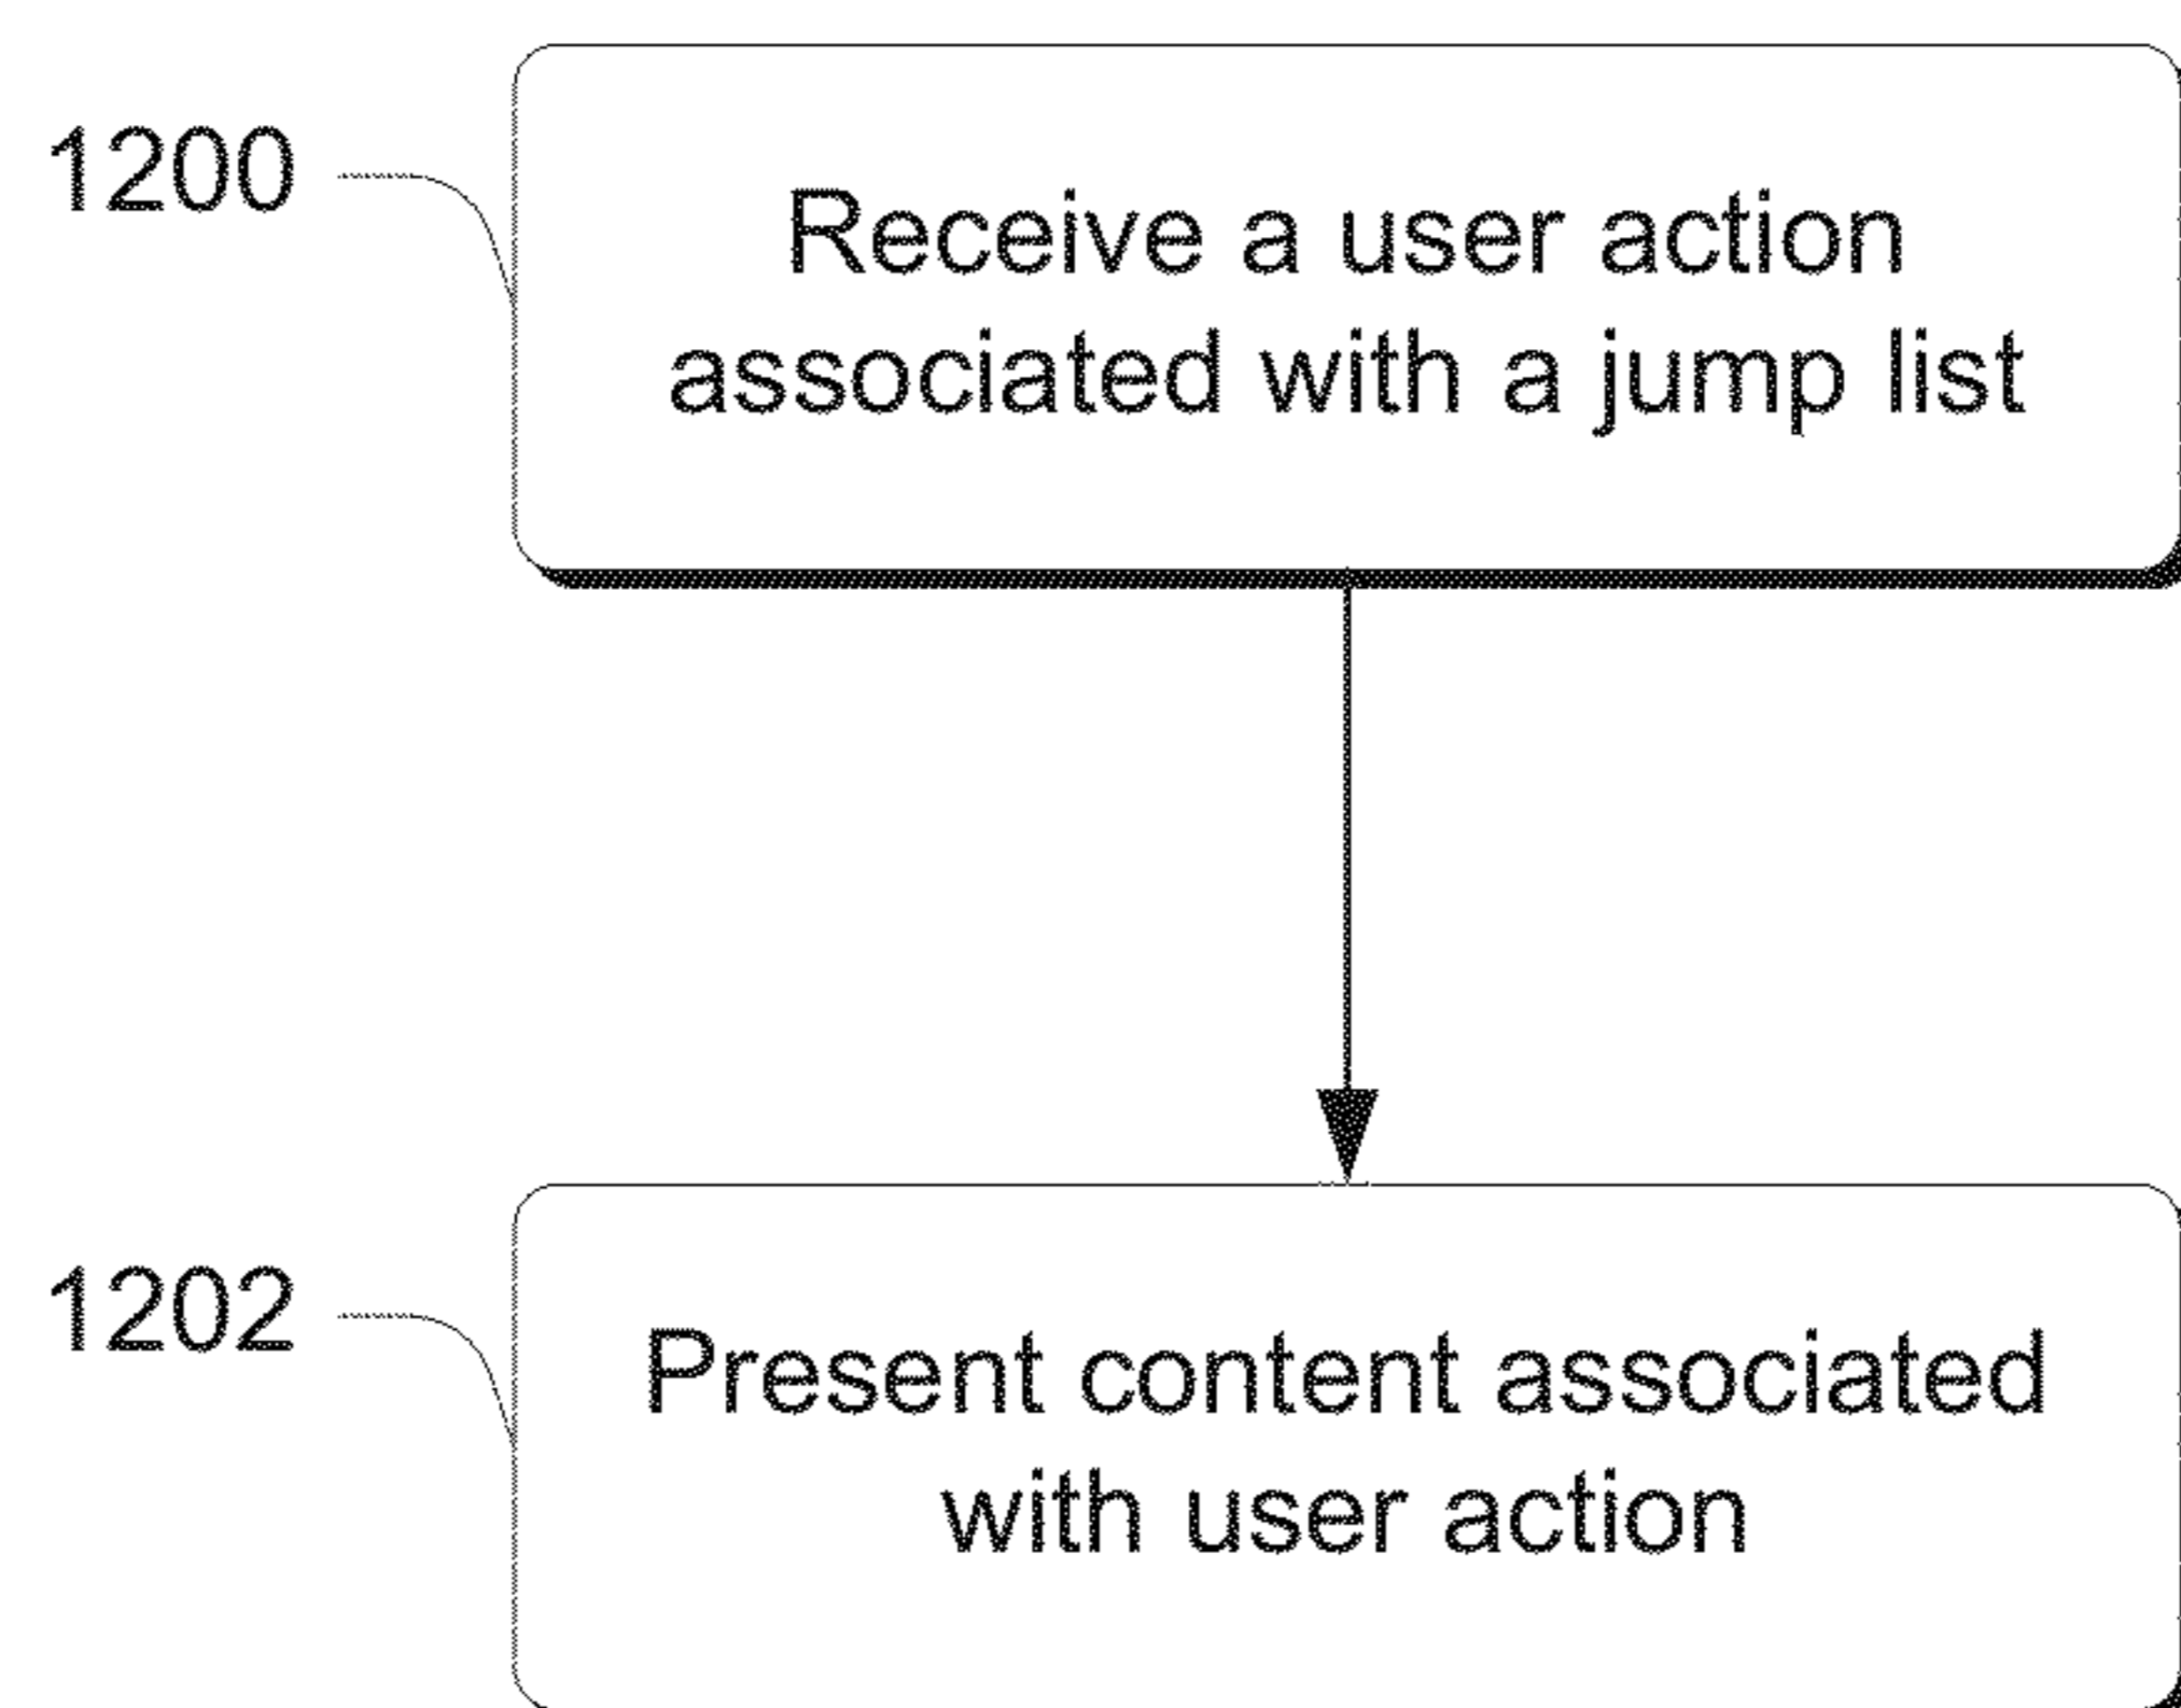 1200
Receive a user action
associated with a jump list
1202
Present content associated
with user action